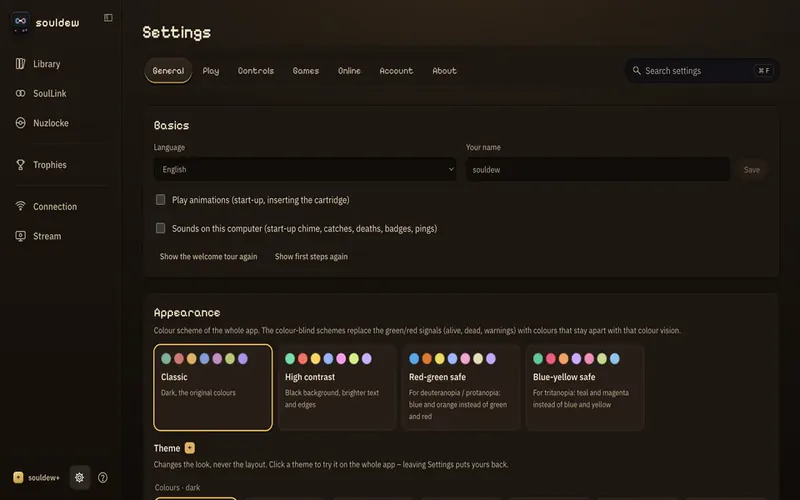 souldew
Library
SoulLink
Nuzlocke
Trophies
Connection
Stream
souldew+
Settings
General
Play
Controls
Games
Online
Account
About
Search settings
⌘ F
Basics
Language
Your name
English
souldew
Save
Play animations (start-up, inserting the cartridge)
Sounds on this computer (start-up chime, catches, deaths, badges, pings)
Show the welcome tour again
Show first steps again
Appearance
Colour scheme of the whole app. The colour-blind schemes replace the green/red signals (alive, dead, warnings) with colours that stay apart with that colour vision.
Classic
Dark, the original colours
High contrast
Black background, brighter text
and edges
Red-green safe
For deuteranopia / protanopia:
blue and orange instead of green
and red
Blue-yellow safe
For tritanopia: teal and magenta
instead of blue and yellow
Theme
Changes the look, never the layout. Click a theme to try it on the whole app – leaving Settings puts yours back.
Colours · dark